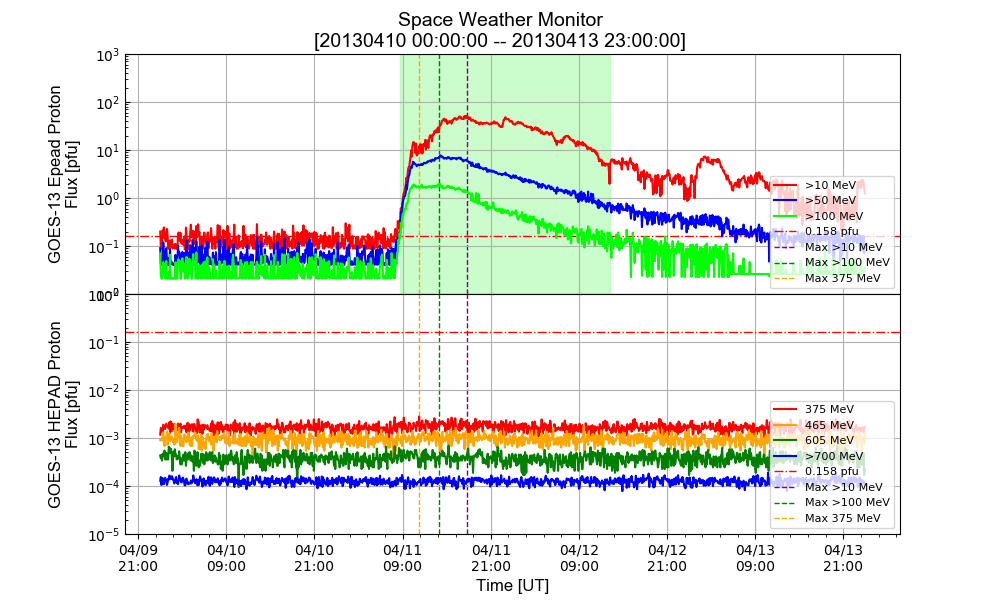 Space Weather Monitor
[20130410 00:00:00 -- 20130413 23:00:00]
GOES-13 Epead Proton
Flux [pfu]
10³
10²
10¹
10⁰
10⁻¹
10⁻²
>10 MeV
>50 MeV
>100 MeV
0.158 pfu
Max >10 MeV
Max >100 MeV
Max 375 MeV
GOES-13 HEPAD Proton
Flux [pfu]
10⁰
10⁻¹
10⁻²
10⁻³
10⁻⁴
10⁻⁵
375 MeV
465 MeV
605 MeV
>700 MeV
0.158 pfu
Max >10 MeV
Max >100 MeV
Max 375 MeV
04/09 04/10 04/10 04/11 04/11 04/12 04/12 04/13 04/13
21:00 09:00 21:00 09:00 21:00 09:00 21:00 09:00 21:00
Time [UT]